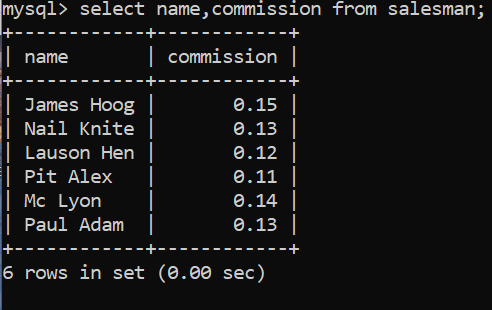 mysql> select name,commission from salesman;
+------------+------------+
| name       | commission |
+------------+------------+
| James Hoog |       0.15 |
| Nail Knite |       0.13 |
| Lauson Hen |       0.12 |
| Pit Alex   |       0.11 |
| Mc Lyon    |       0.14 |
| Paul Adam  |       0.13 |
+------------+------------+
6 rows in set (0.00 sec)